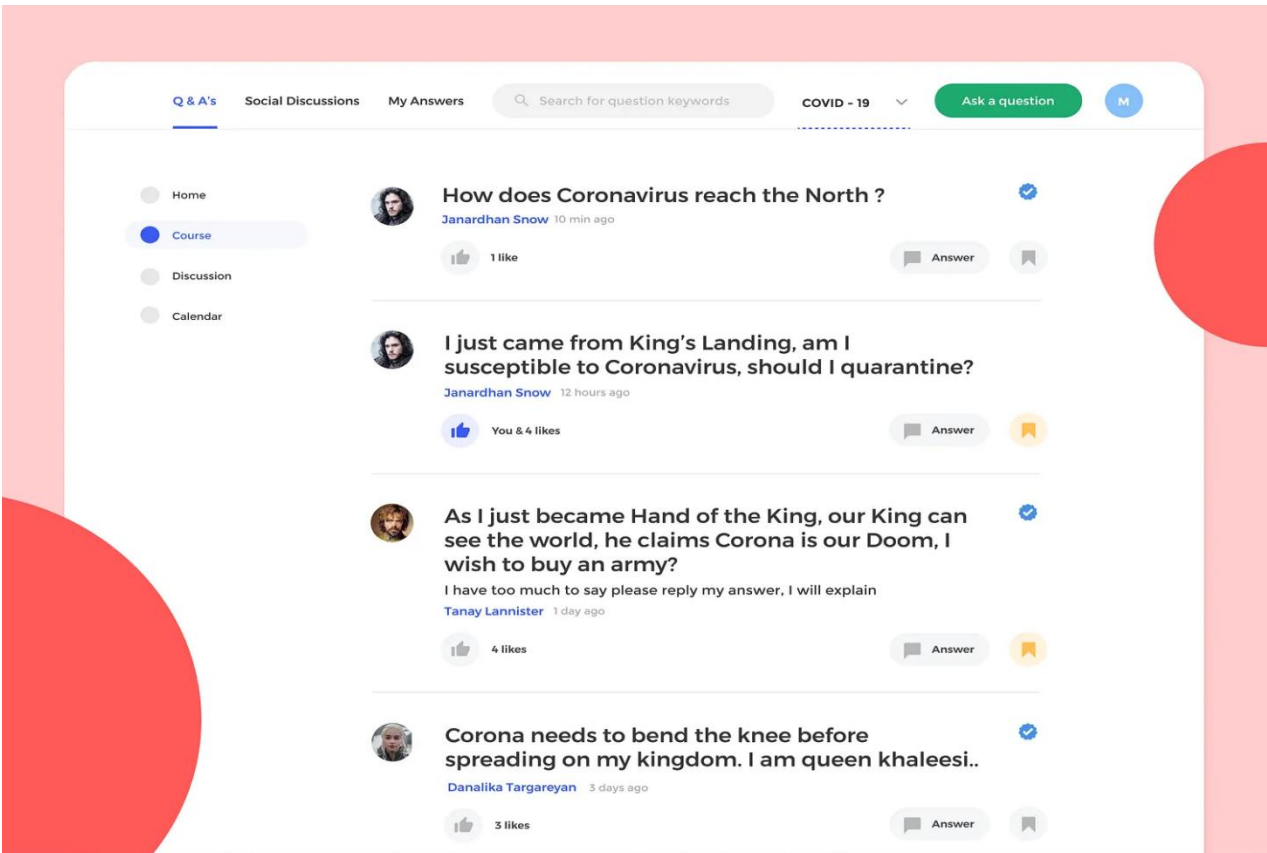 Q & A's
Social Discussions
My Answers
Search for question keywords
COVID - 19
Ask a question
M
Home
Course
Discussion
Calendar
How does Coronavirus reach the North ?
Janardhan Snow 10 min ago
1 like
Answer
I just came from King's Landing, am I
susceptible to Coronavirus, should I quarantine?
Janardhan Snow 12 hours ago
You & 4 likes
Answer
As I just became Hand of the King, our King can
see the world, he claims Corona is our Doom, I
wish to buy an army?
I have too much to say please reply my answer, I will explain
Tanay Lannister 1 day ago
4 likes
Answer
Corona needs to bend the knee before
spreading on my kingdom. I am queen khaleesi..
Danalika Targareyan 3 days ago
3 likes
Answer